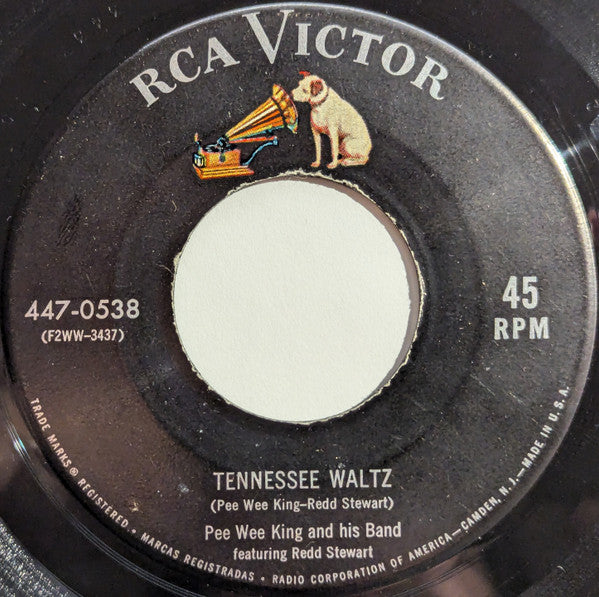 RCA VICTOR
447-0538
(F2WW-3437)
45
RPM
TENNESSEE WALTZ
(Pee Wee King-Redd Stewart)
Pee Wee King and his Band
featuring Redd Stewart
TRADE MARKS® REGISTERED • MARCAS REGISTRADAS • RADIO CORPORATION OF AMERICA—CAMDEN, N. J.—MADE IN U. S. A.